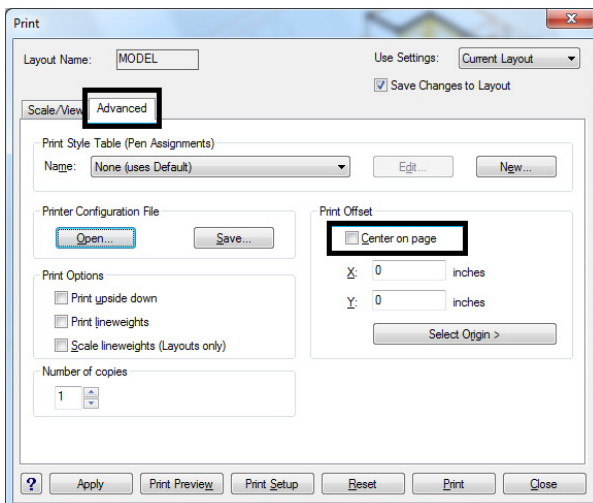 Print
Layout Name: MODEL
Use Settings: Current Layout
Save Changes to Layout
Scale/View Advanced
Print Style Table (Pen Assignments)
Name: None (uses Default) Edit... New...
Printer Configuration File
Open... Save...
Print Options
Print upside down
Print lineweights
Scale lineweights (Layouts only)
Number of copies
1
Print Offset
Center on page
X: 0 inches
Y: 0 inches
Select Origin >
? Apply Print Preview Print Setup Reset Print Close